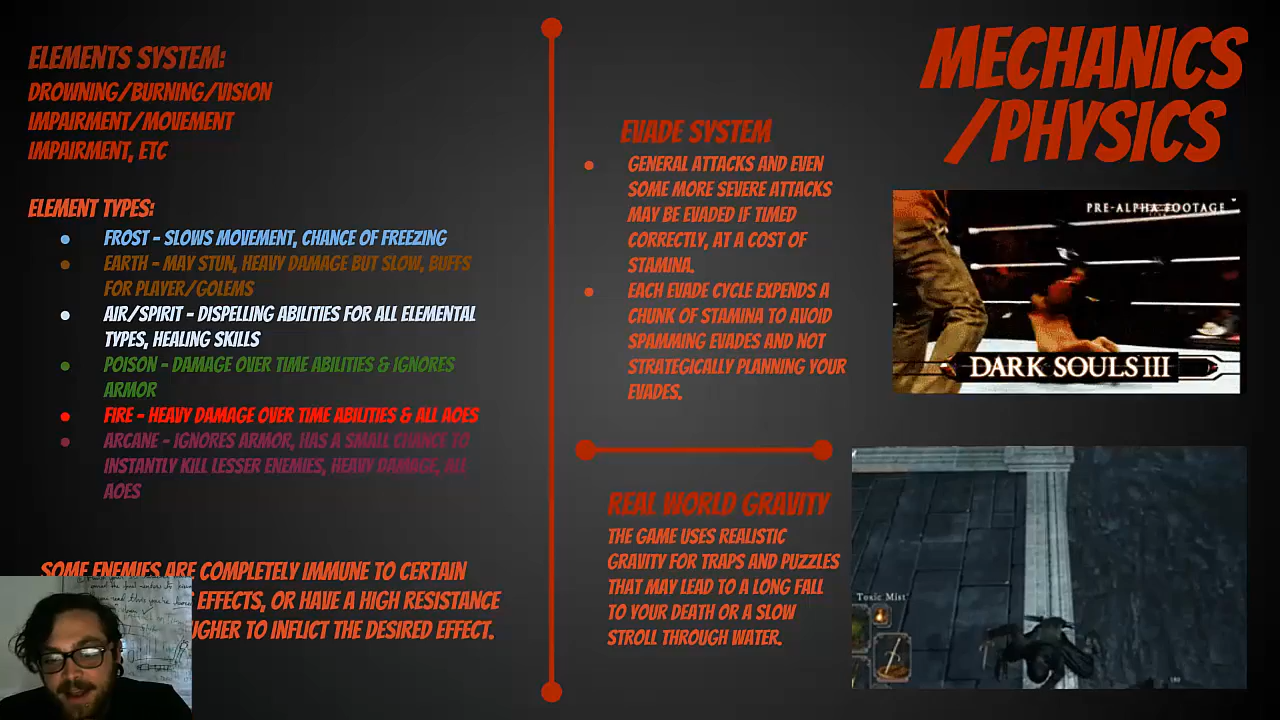 ELEMENTS SYSTEM:
DROWNING/BURNING/VISION
IMPAIRMENT/MOVEMENT
IMPAIRMENT, ETC
ELEMENT TYPES:
● FROST - SLOWS MOVEMENT, CHANCE OF FREEZING
● EARTH - MAY STUN, HEAVY DAMAGE BUT SLOW, BUFFS
FOR PLAYER/GOLEMS
● AIR/SPIRIT - DISPELLING ABILITIES FOR ALL ELEMENTAL
TYPES, HEALING SKILLS
● POISON - DAMAGE OVER TIME ABILITIES & IGNORES
ARMOR
● FIRE - HEAVY DAMAGE OVER TIME ABILITIES & ALL AOES
● ARCANE - IGNORES ARMOR, HAS A SMALL CHANCE TO
INSTANTLY KILL LESSER ENEMIES, HEAVY DAMAGE, ALL
AOES
SOME ENEMIES ARE COMPLETELY IMMUNE TO CERTAIN
EFFECTS, OR HAVE A HIGH RESISTANCE
UGHER TO INFLICT THE DESIRED EFFECT.
EVADE SYSTEM
● GENERAL ATTACKS AND EVEN
SOME MORE SEVERE ATTACKS
MAY BE EVADED IF TIMED
CORRECTLY, AT A COST OF
STAMINA.
● EACH EVADE CYCLE EXPENDS A
CHUNK OF STAMINA TO AVOID
SPAMMING EVADES AND NOT
STRATEGICALLY PLANNING YOUR
EVADES.
REAL WORLD GRAVITY
THE GAME USES REALISTIC
GRAVITY FOR TRAPS AND PUZZLES
THAT MAY LEAD TO A LONG FALL
TO YOUR DEATH OR A SLOW
STROLL THROUGH WATER.
MECHANICS
/PHYSICS
PRE-ALPHA FOOTAGE
DARK SOULS III
Toxic Mist